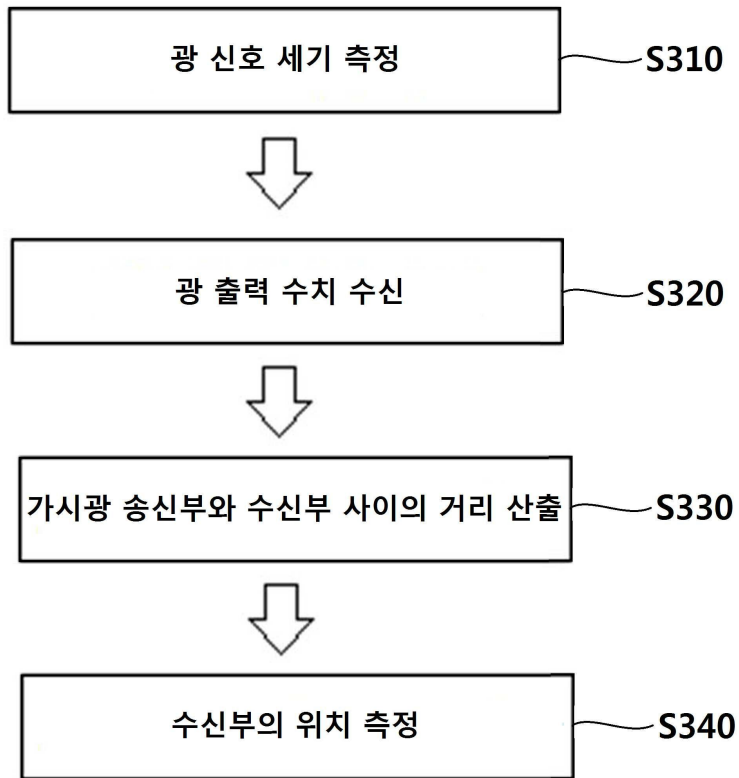 광 신호 세기 측정
S310
광 출력 수치 수신
S320
가시광 송신부와 수신부 사이의 거리 산출
S330
수신부의 위치 측정
S340